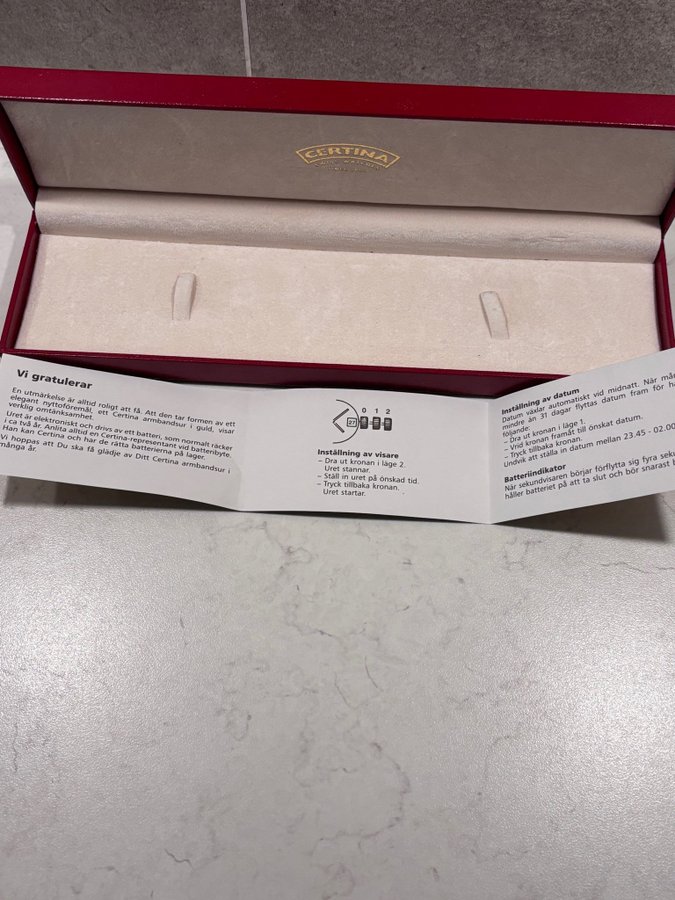 CERTINA
Vi gratulerar
En utmärkelse är alltid roligt att få. Att den tar formen av ett
elegant nyttoföremål, ett Certina armbandsur i guld, visar
verklig omtänksamhet.
Uret är elektroniskt och drivs av ett batteri, som normalt räcker
i ca två år. Anlita alltid en Certina-representant vid batteribyte.
Han kan Certina och har de rätta batterierna på lager.
Vi hoppas att Du ska få glädje av Ditt Certina armbandsur i
många år.
0 1 2
27
Inställning av visare
– Dra ut kronan i läge 2.
Uret stannar.
– Ställ in uret på önskad tid.
– Tryck tillbaka kronan.
Uret startar.
Inställning av datum
Datum växlar automatiskt vid midnatt. När må
mindre än 31 dagar flyttas datum fram för h
följande:
– Dra ut kronan i läge 1.
– Vrid kronan framåt till önskat datum.
– Tryck tillbaka kronan.
Undvik att ställa in datum mellan 23.45 - 02.00
Batteriindikator
När sekundvisaren börjar förflytta sig fyra seku
håller batteriet på att ta slut och bör snarast b